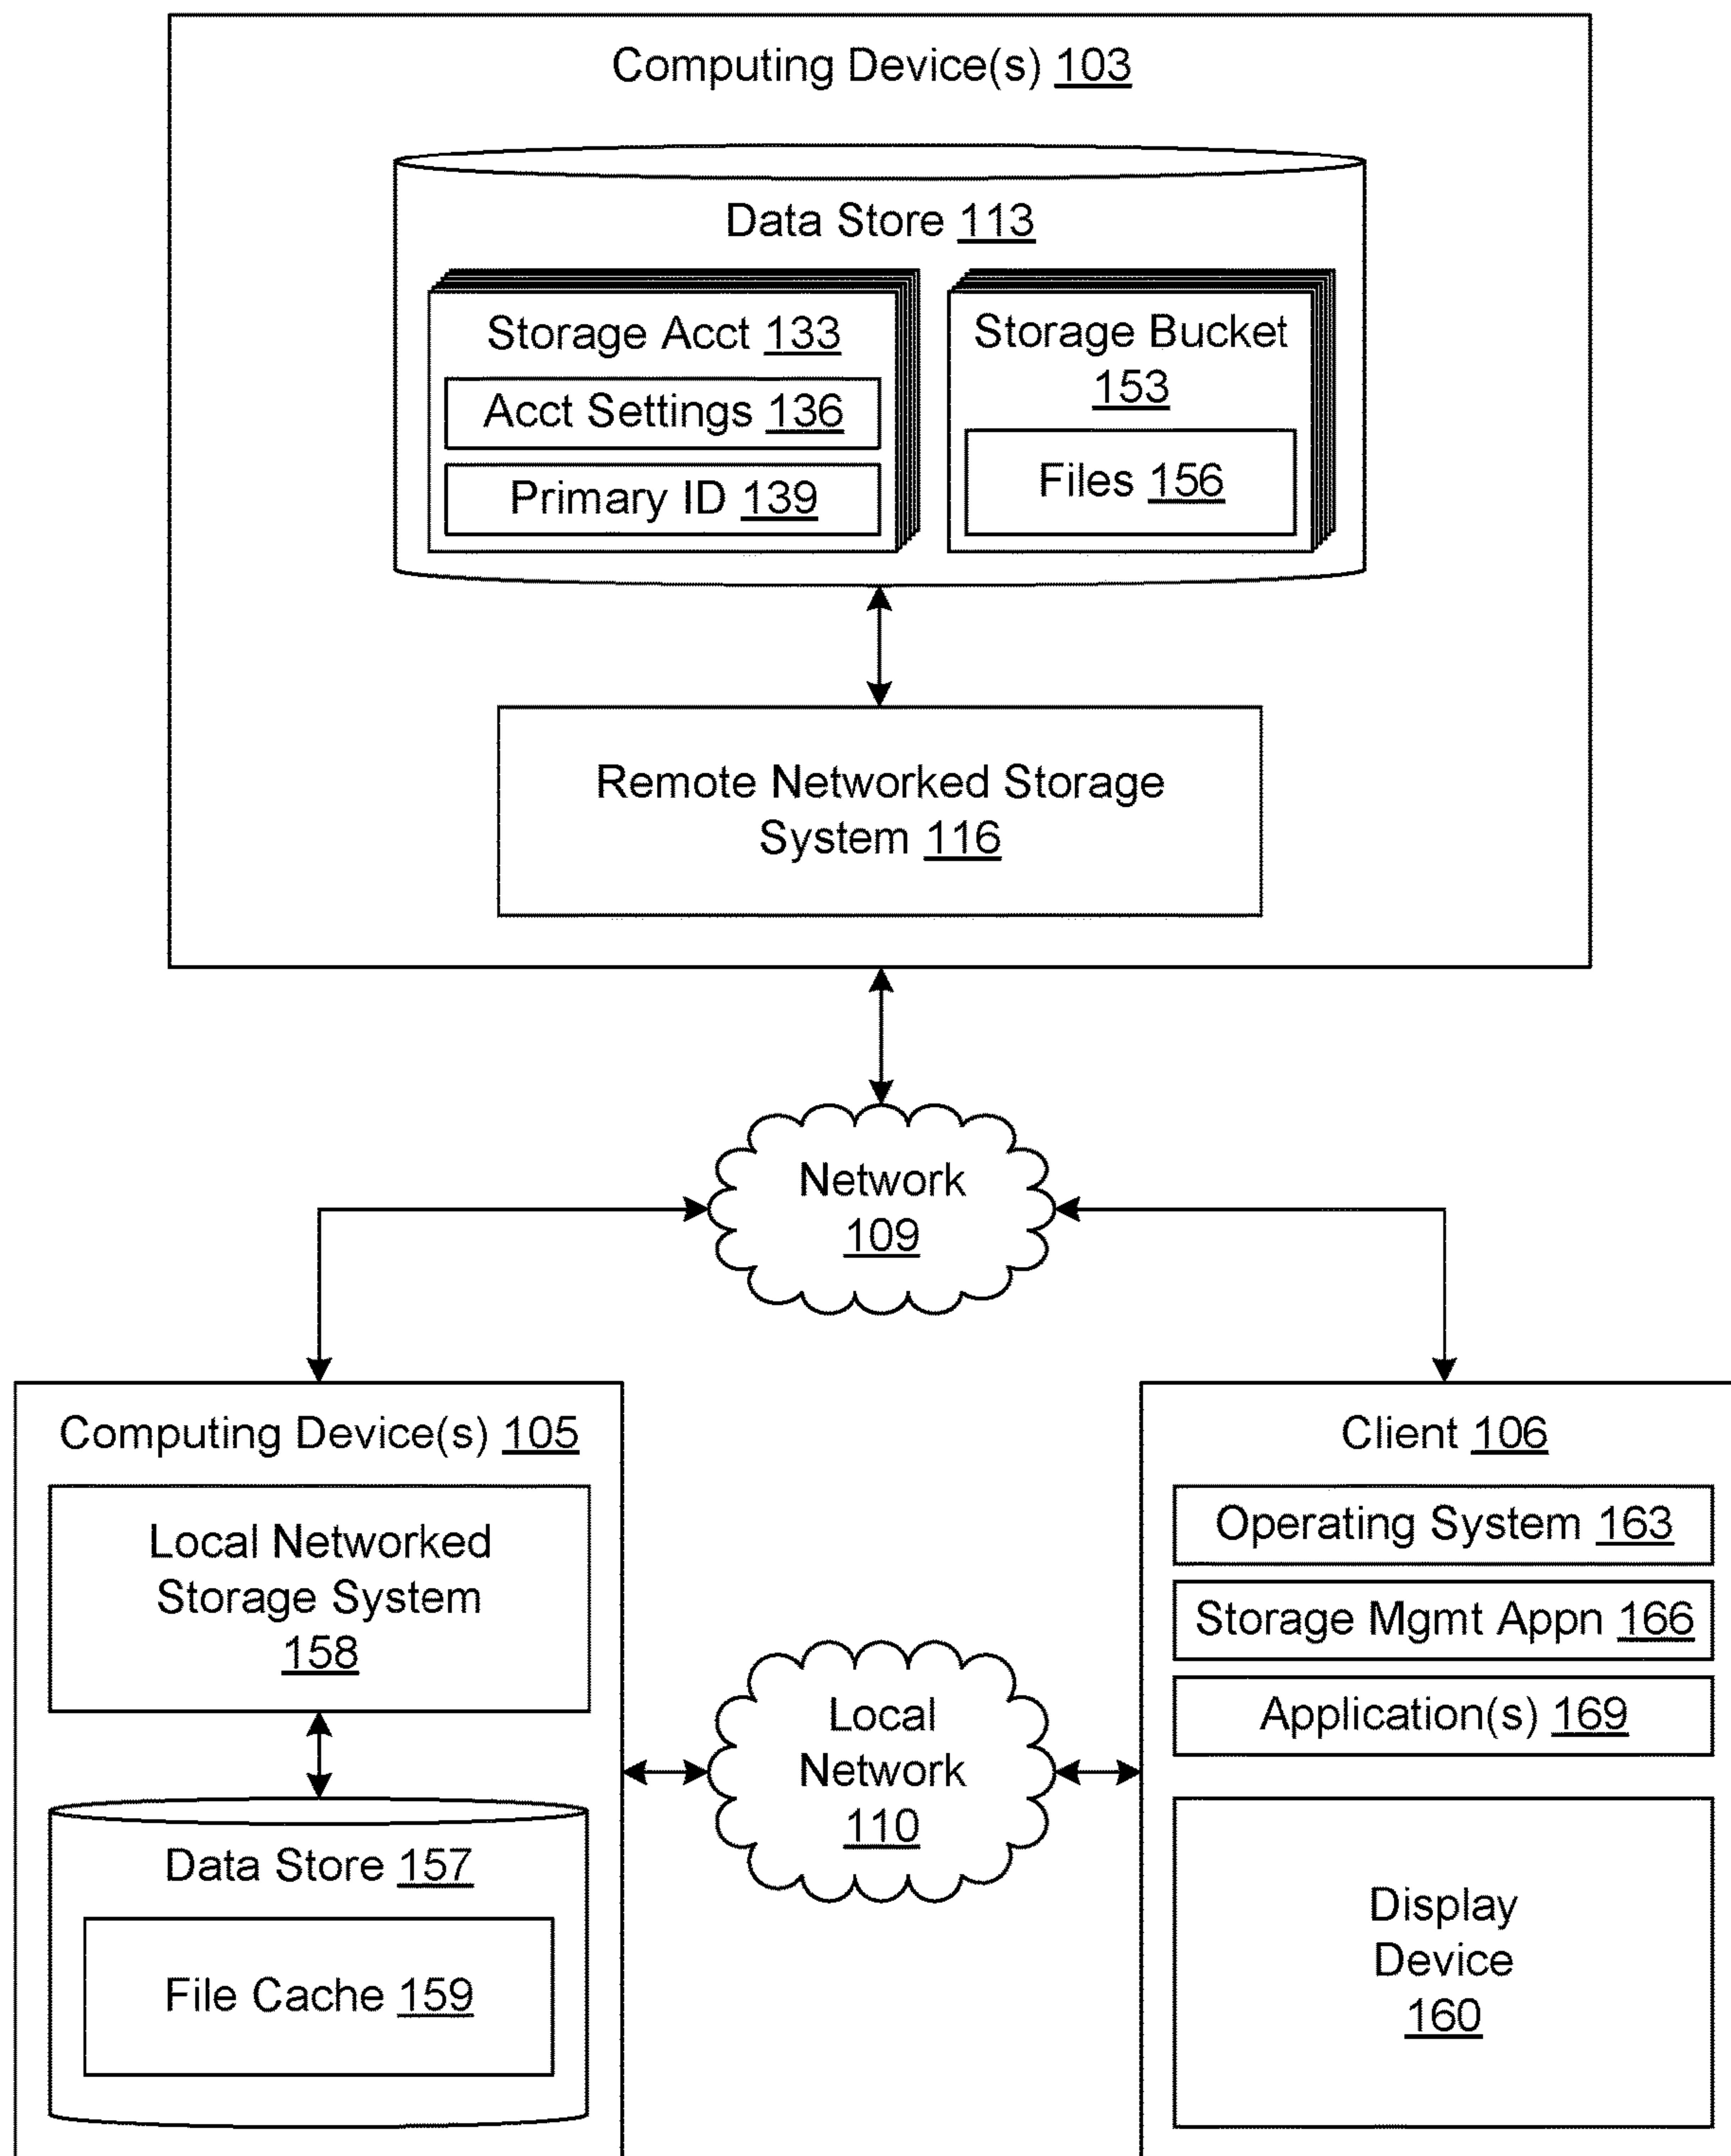 Computing Device(s) 103
Data Store 113
Storage Acct 133
Acct Settings 136
Primary ID 139
Storage Bucket
153
Files 156
Remote Networked Storage
System 116
Network
109
Computing Device(s) 105
Local Networked
Storage System
158
Data Store 157
File Cache 159
Local
Network
110
Client 106
Operating System 163
Storage Mgmt Appn 166
Application(s) 169
Display
Device
160